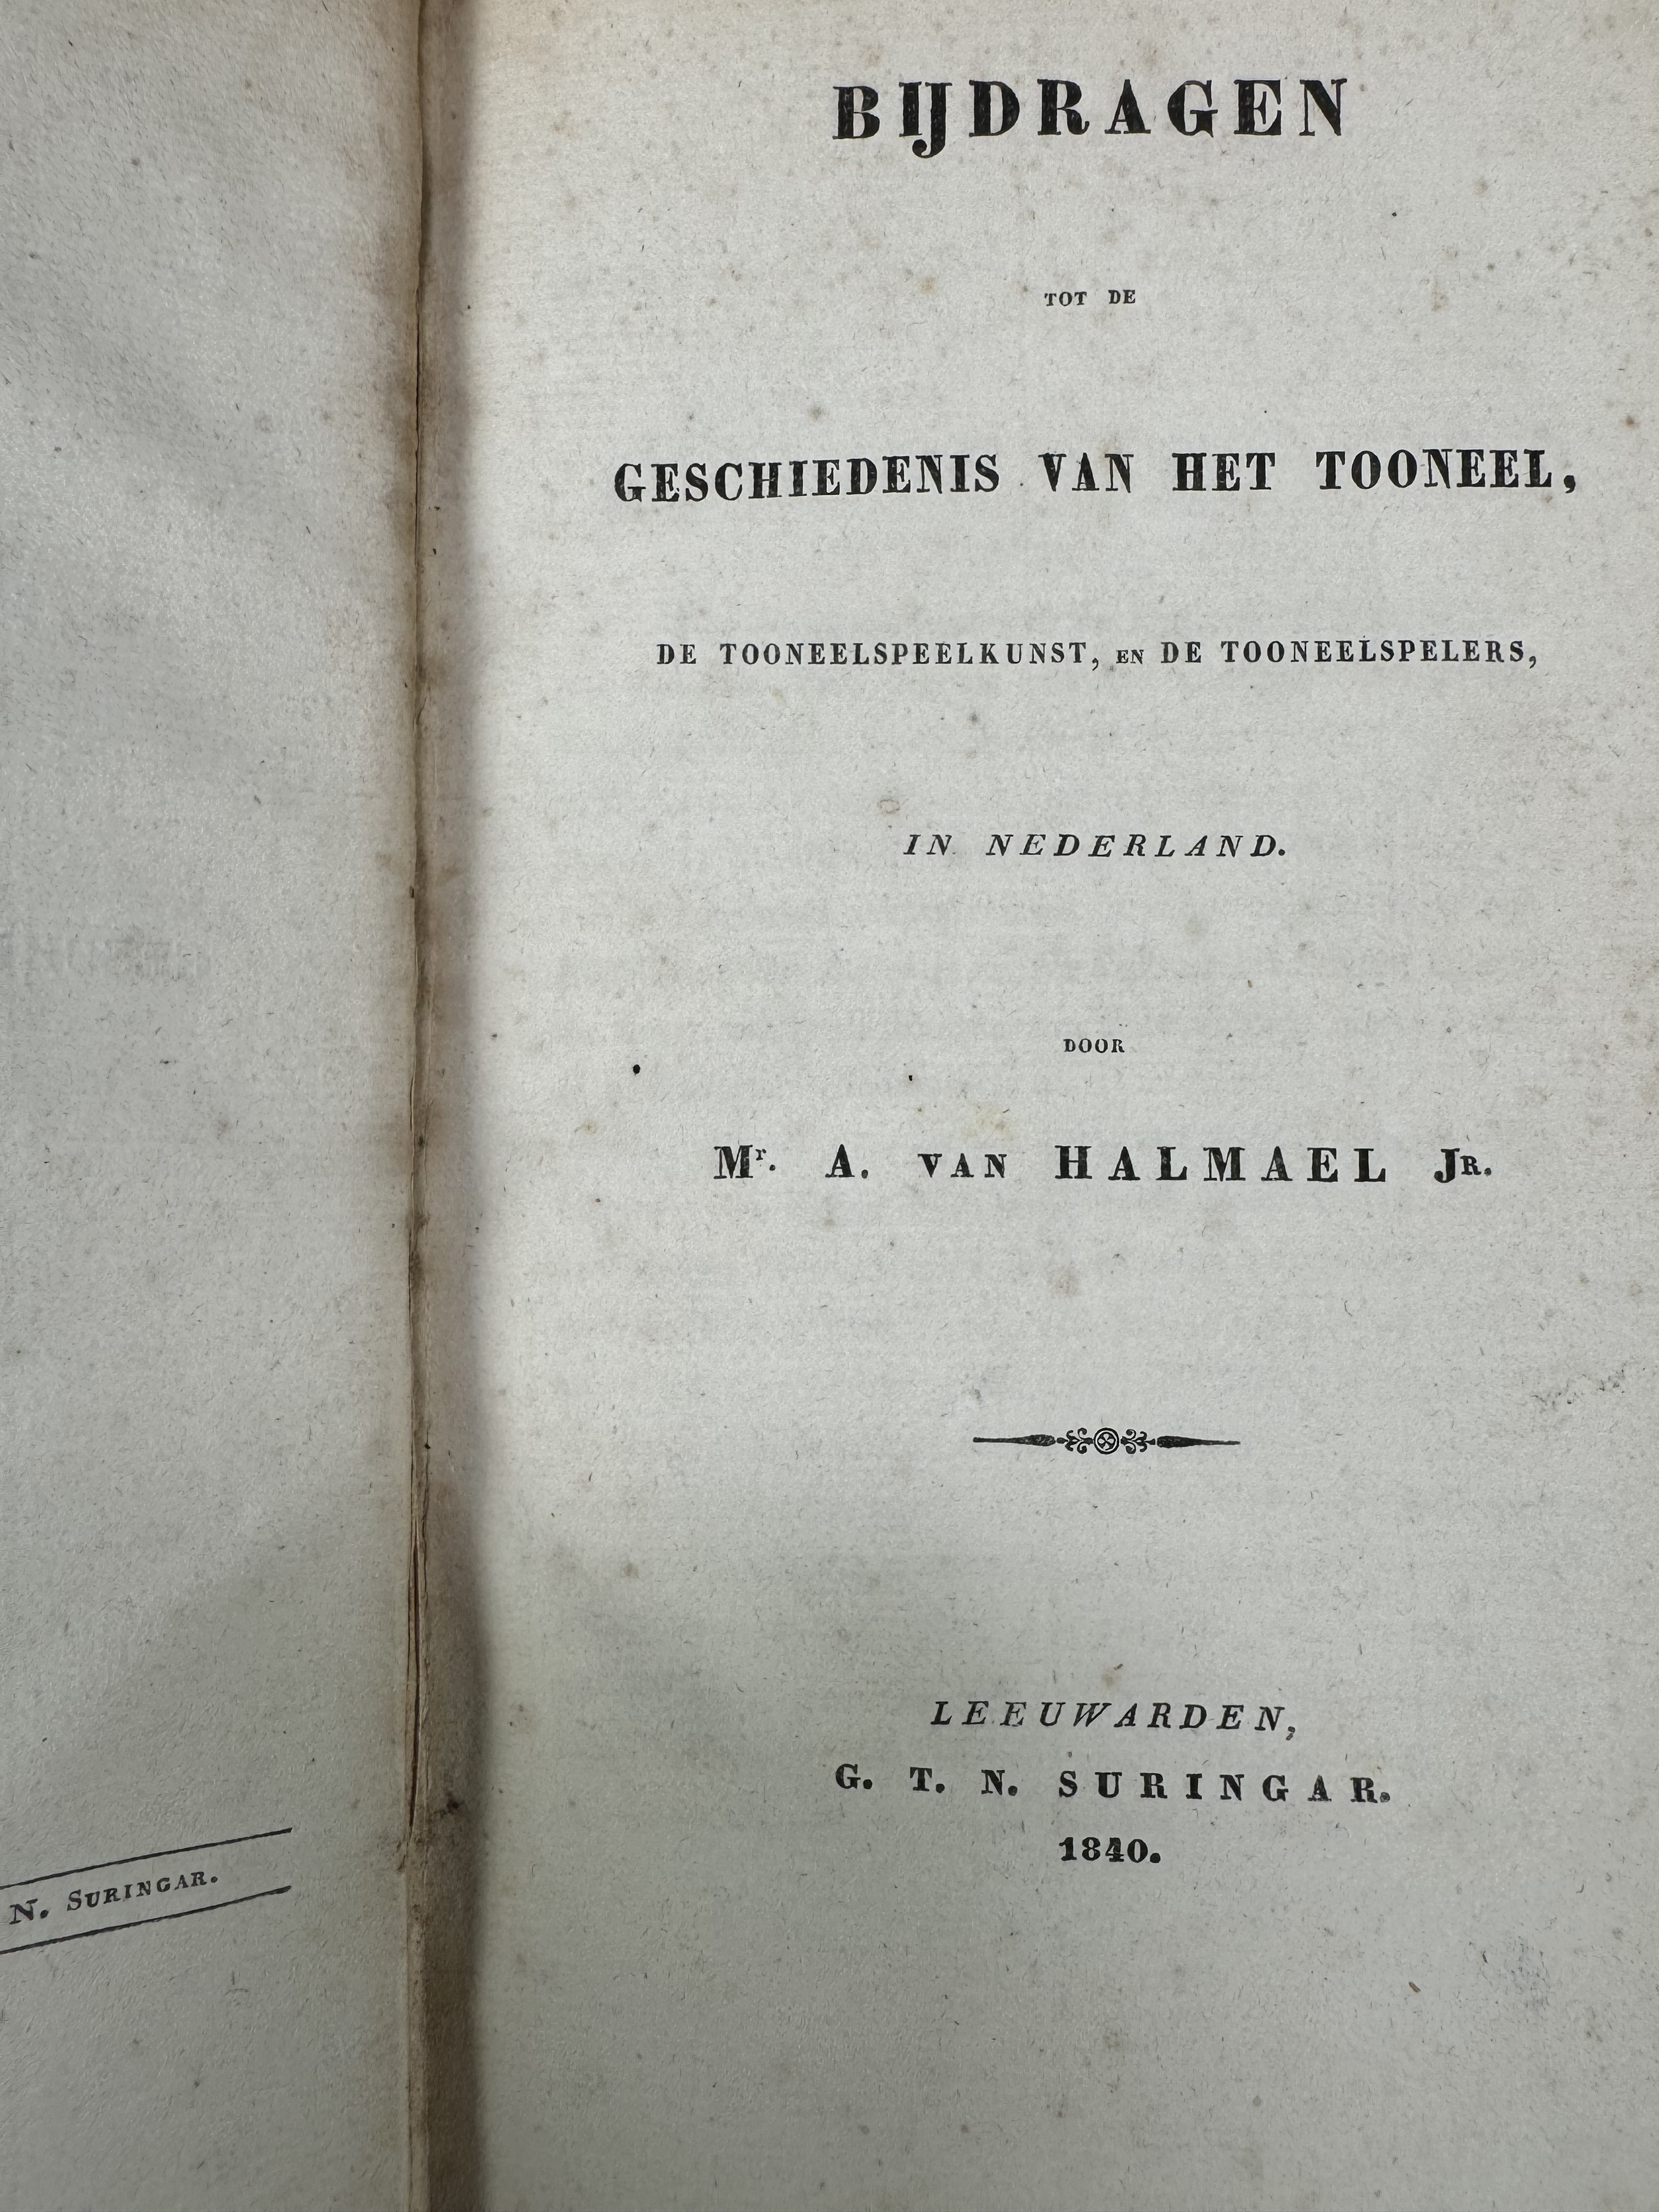 N. SURINGAR.
BIJDRAGEN
TOT DE
GESCHIEDENIS VAN HET TOONEEL,
DE TOONEELSPEELKUNST, EN DE TOONEELSPELERS,
IN NEDERLAND.
DOOR
Mr. A. VAN HALMAEL JR.
LEEUWARDEN,
G. T. N. SURINGAR.
1840.